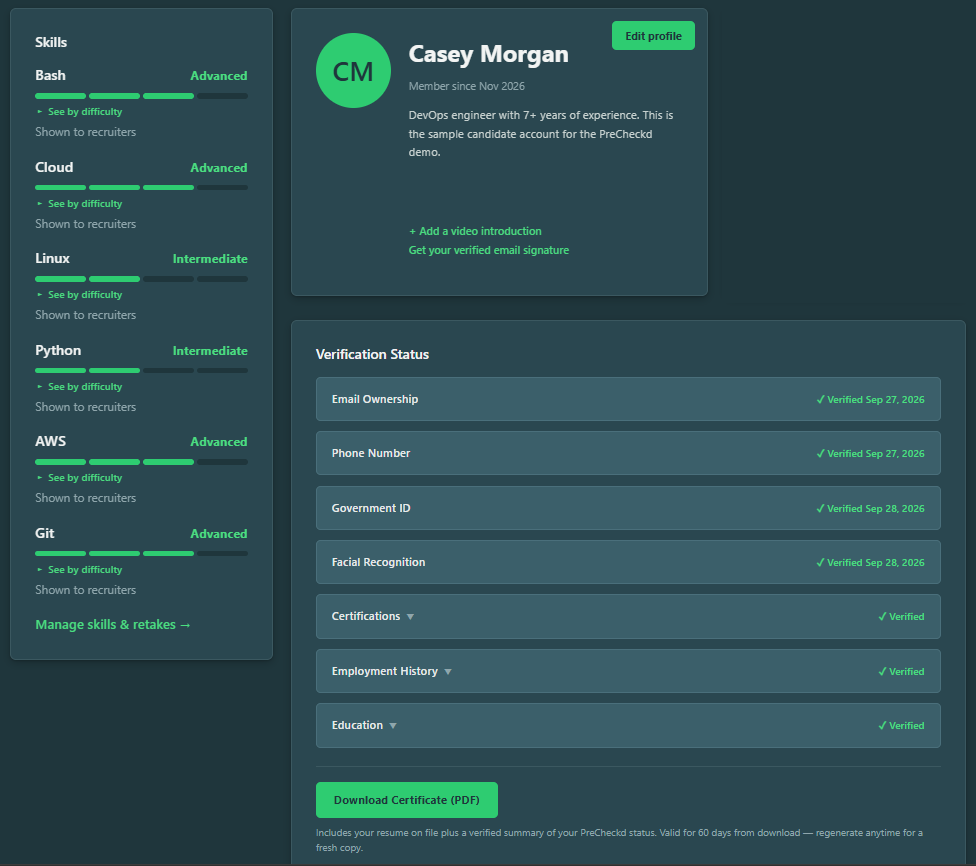 Skills
Bash Advanced
► See by difficulty
Shown to recruiters
Cloud Advanced
► See by difficulty
Shown to recruiters
Linux Intermediate
► See by difficulty
Shown to recruiters
Python Intermediate
► See by difficulty
Shown to recruiters
AWS Advanced
► See by difficulty
Shown to recruiters
Git Advanced
► See by difficulty
Shown to recruiters
Manage skills & retakes →
CM
Casey Morgan
Edit profile
Member since Nov 2026
DevOps engineer with 7+ years of experience. This is
the sample candidate account for the PreCheckd
demo.
+ Add a video introduction
Get your verified email signature
Verification Status
Email Ownership ✓ Verified Sep 27, 2026
Phone Number ✓ Verified Sep 27, 2026
Government ID ✓ Verified Sep 28, 2026
Facial Recognition ✓ Verified Sep 28, 2026
Certifications ▼ ✓ Verified
Employment History ▼ ✓ Verified
Education ▼ ✓ Verified
Download Certificate (PDF)
Includes your resume on file plus a verified summary of your PreCheckd status. Valid for 60 days from download — regenerate anytime for a
fresh copy.